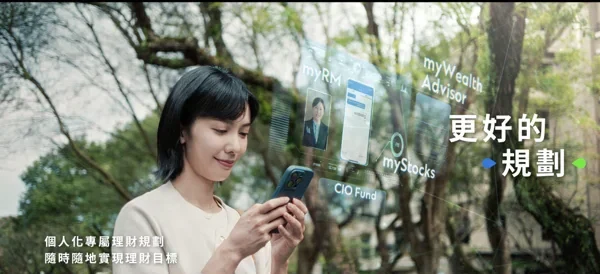 myRM
myWealth
Advisor
myStocks
CIO Fund
更好的
規劃
個人化專屬理財規劃
隨時隨地實現理財目標